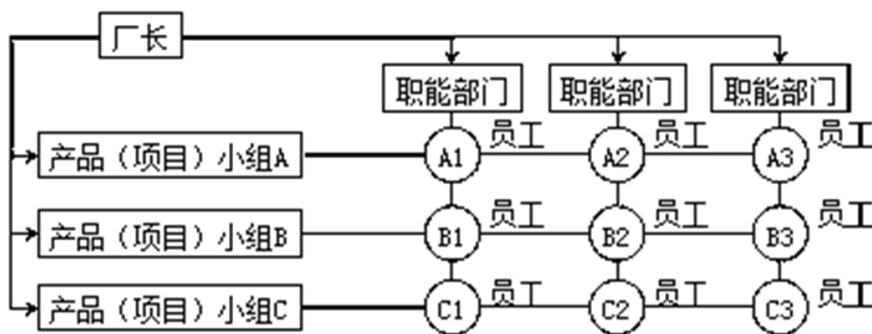 厂长
职能部门 职能部门 职能部门
员工 员工 员工
产品（项目）小组A A1 A2 A3
员工 员工 员工
产品（项目）小组B B1 B2 B3
员工 员工 员工
产品（项目）小组C C1 C2 C3